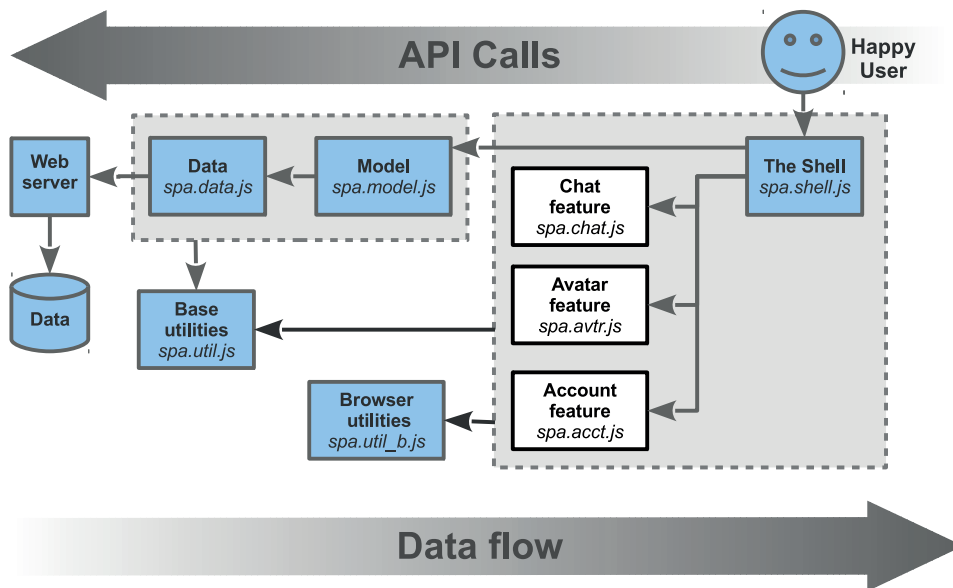 API Calls
Happy
User
Web
server
Data
spa.data.js
Model
spa.model.js
The Shell
spa.shell.js
Chat
feature
spa.chat.js
Data
Base
utilities
spa.util.js
Avatar
feature
spa.avtr.js
Browser
utilities
spa.util_b.js
Account
feature
spa.acct.js
Data flow